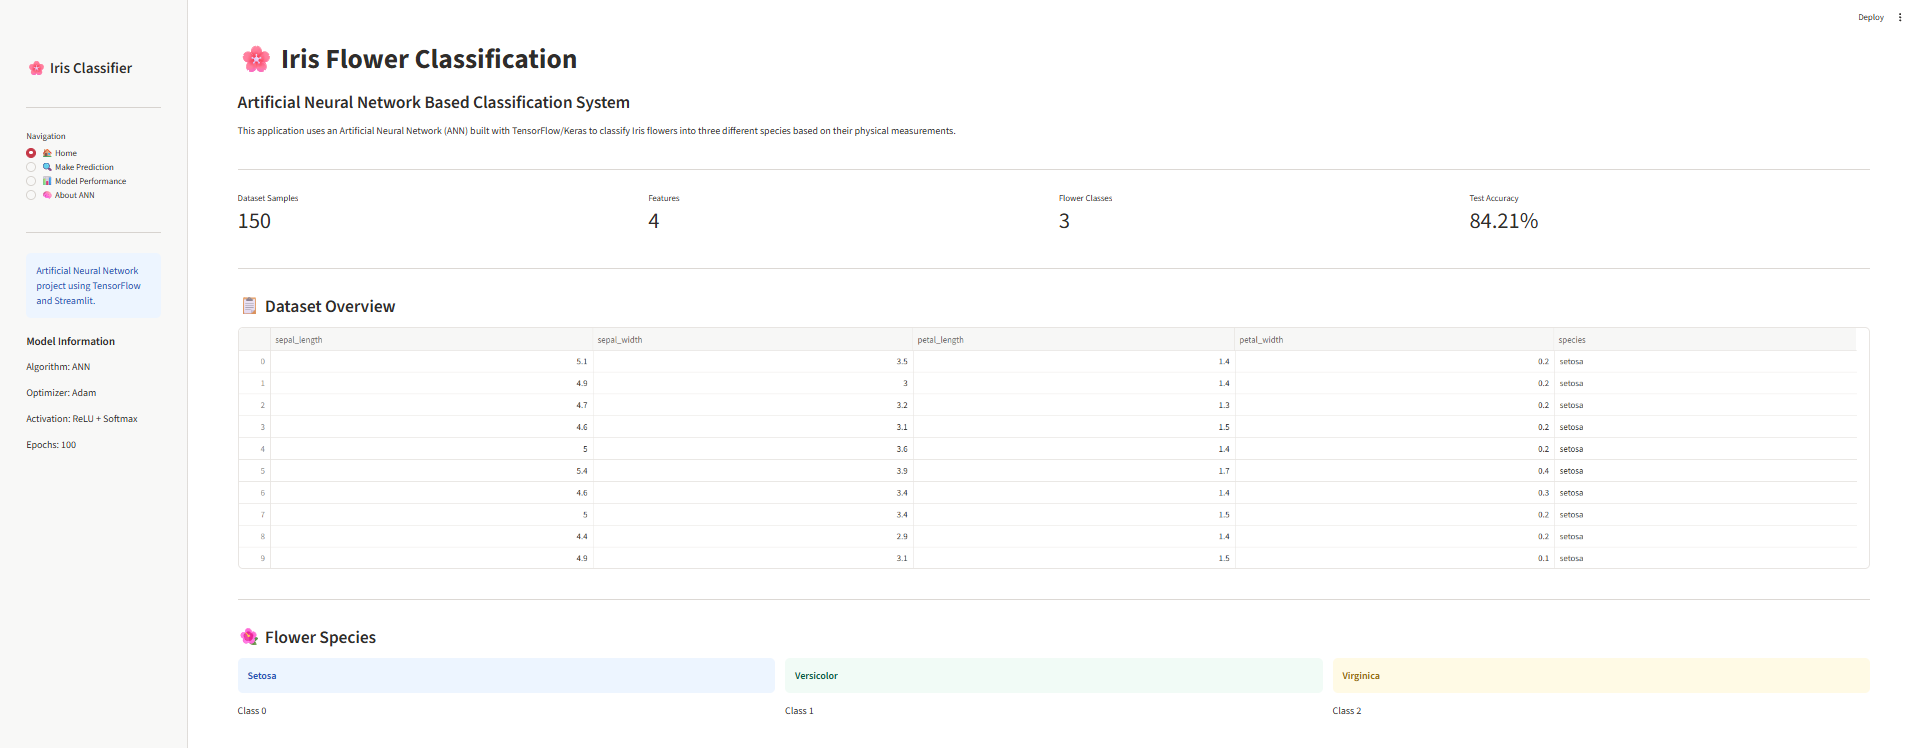 Deploy
Iris Classifier
Navigation
Home
Make Prediction
Model Performance
About ANN
Artificial Neural Network
project using TensorFlow
and Streamlit.
Model Information
Algorithm: ANN
Optimizer: Adam
Activation: ReLU + Softmax
Epochs: 100
Iris Flower Classification
Artificial Neural Network Based Classification System
This application uses an Artificial Neural Network (ANN) built with TensorFlow/Keras to classify Iris flowers into three different species based on their physical measurements.
Dataset Samples Features Flower Classes Test Accuracy
150 4 3 84.21%
Dataset Overview
sepal_length sepal_width petal_length petal_width species
0 5.1 3.5 1.4 0.2 setosa
1 4.9 3 1.4 0.2 setosa
2 4.7 3.2 1.3 0.2 setosa
3 4.6 3.1 1.5 0.2 setosa
4 5 3.6 1.4 0.2 setosa
5 5.4 3.9 1.7 0.4 setosa
6 4.6 3.4 1.4 0.3 setosa
7 5 3.4 1.5 0.2 setosa
8 4.4 2.9 1.4 0.2 setosa
9 4.9 3.1 1.5 0.1 setosa
Flower Species
Setosa Versicolor Virginica
Class 0 Class 1 Class 2